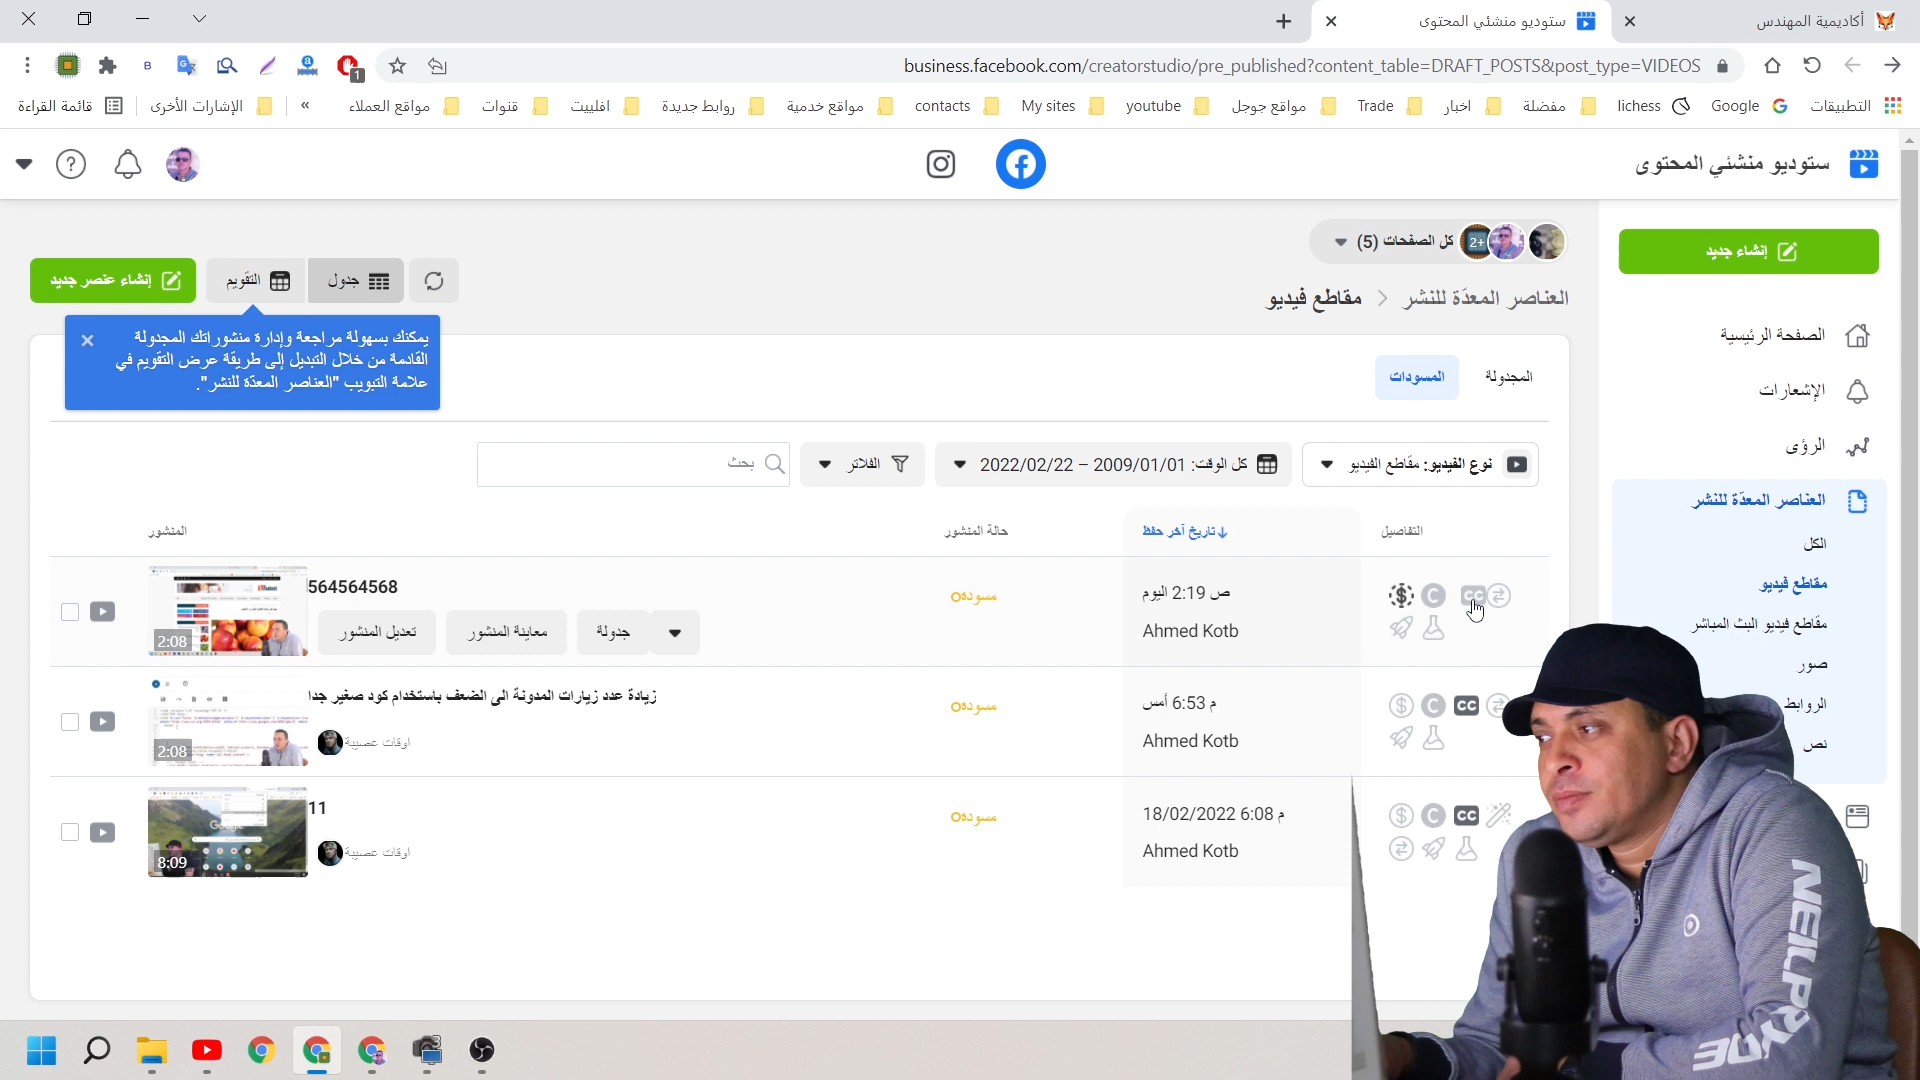 أكاديمية المهندس
ستوديو منشئي المحتوى
business.facebook.com/creatorstudio/pre_published?content_table=DRAFT_POSTS&post_type=VIDEOS
1
التطبيقات
Google
lichess
مفضلة
اخبار
Trade
مواقع جوجل
youtube
My sites
contacts
مواقع خدمية
روابط جديدة
افلييت
قنوات
مواقع العملاء
«
الإشارات الأخرى
قائمة القراءة
ستوديو منشئي المحتوى
إنشاء جديد
الصفحة الرئيسية
الإشعارات
الرؤى
العناصر المعدّة للنشر
الكل
مقاطع فيديو
مقاطع فيديو البث المباشر
صور
الروابط
نص
كل الصفحات (5)
2+
العناصر المعدّة للنشر > مقاطع فيديو
جدول
التقويم
إنشاء عنصر جديد
يمكنك بسهولة مراجعة وإدارة منشوراتك المجدولة
القادمة من خلال التبديل إلى طريقة عرض التقويم في
علامة التبويب "العناصر المعدّة للنشر".
المجدولة
المسودات
نوع الفيديو: مقاطع الفيديو
كل الوقت: 2009/01/01 – 2022/02/22
الفلاتر
بحث
التفاصيل
تاريخ آخر حفظ
حالة المنشور
المنشور
564564568
تعديل المنشور
معاينة المنشور
جدولة
2:08
مسودة
ص 2:19 اليوم
Ahmed Kotb
زيادة عدد زيارات المدونة الى الضعف باستخدام كود صغير جدا
اوقات عصيبة
2:08
مسودة
م 6:53 أمس
Ahmed Kotb
11
اوقات عصيبة
8:09
مسودة
م 6:08 18/02/2022
Ahmed Kotb
NEILPRYDE